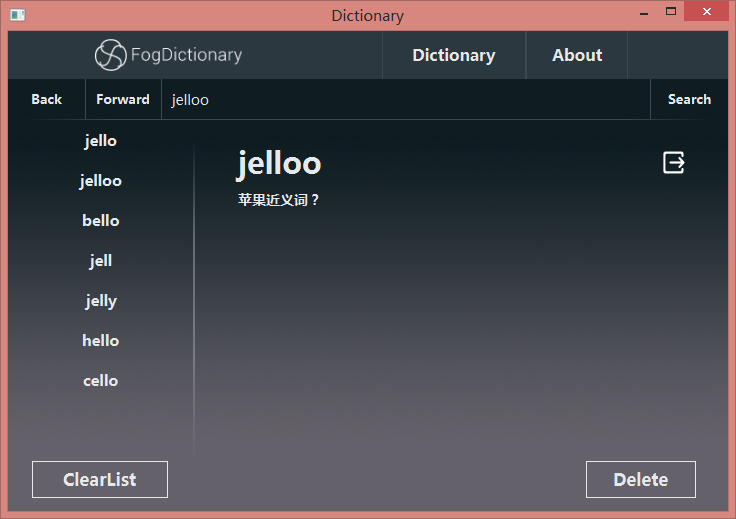 Dictionary
FogDictionary
Dictionary
About
Back
Forward
jelloo
Search
jello
jelloo
bello
jell
jelly
hello
cello
jelloo
苹果近义词？
ClearList
Delete